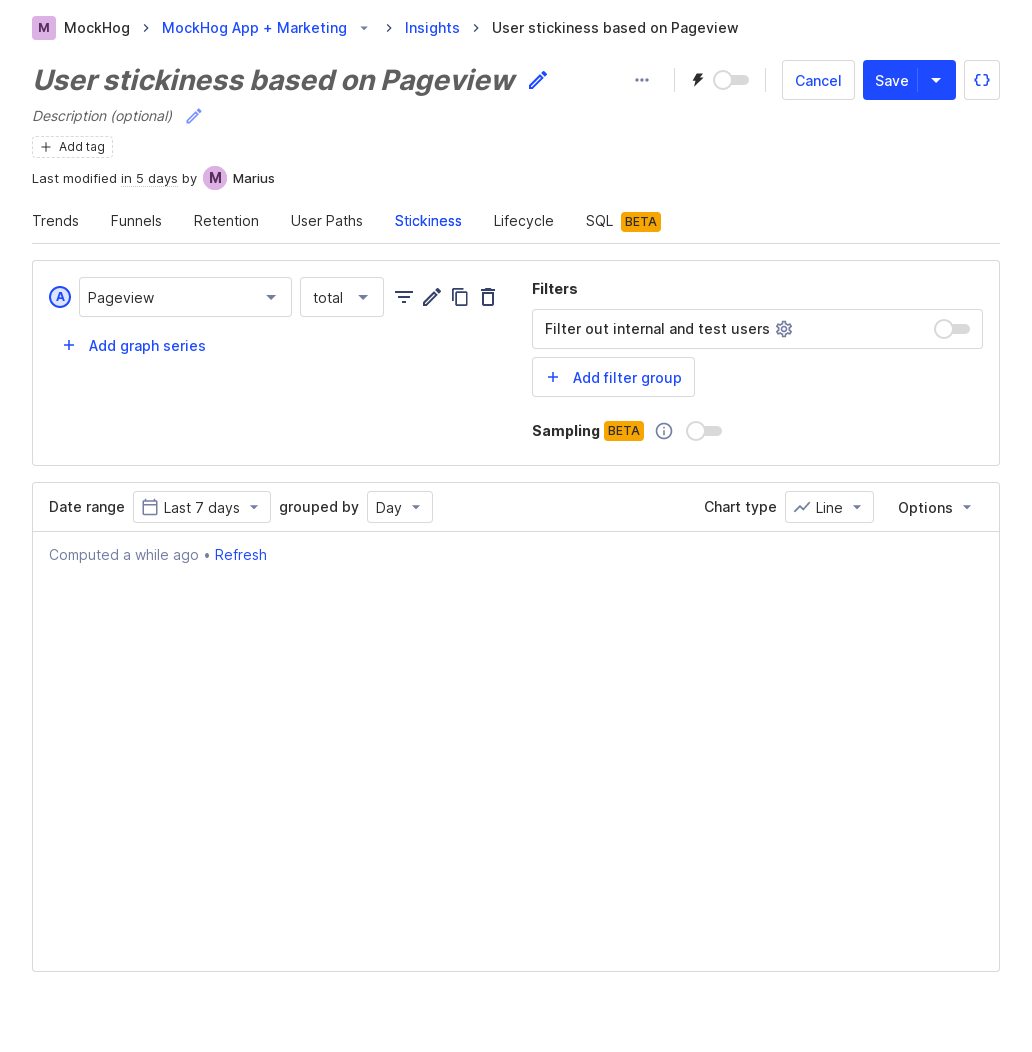 M MockHog MockHog App + Marketing Insights User stickiness based on Pageview
User stickiness based on Pageview
Cancel Save
Description (optional)
Add tag
Last modified in 5 days by M Marius
Trends Funnels Retention User Paths Stickiness Lifecycle SQL BETA
A Pageview total
Add graph series
Filters
Filter out internal and test users
Add filter group
Sampling BETA
Date range Last 7 days grouped by Day Chart type Line Options
Computed a while ago • Refresh